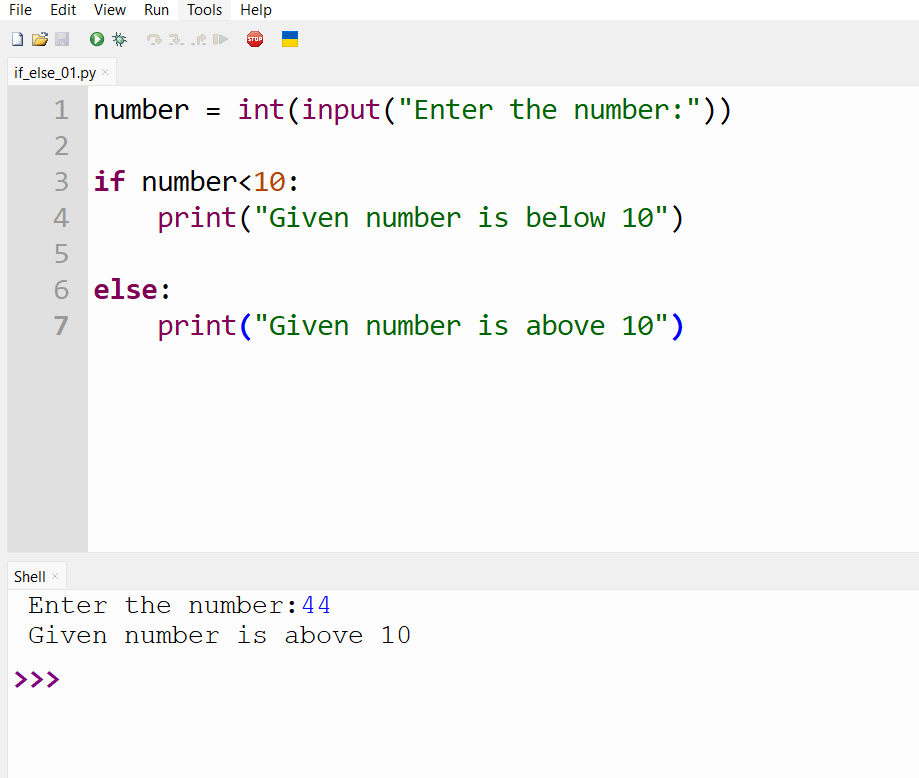 File Edit View Run Tools Help
STOP
if_else_01.py ×
1 number = int(input("Enter the number:"))
2
3 if number<10:
4     print("Given number is below 10")
5
6 else:
7     print("Given number is above 10")
Shell ×
Enter the number:44
Given number is above 10
>>>